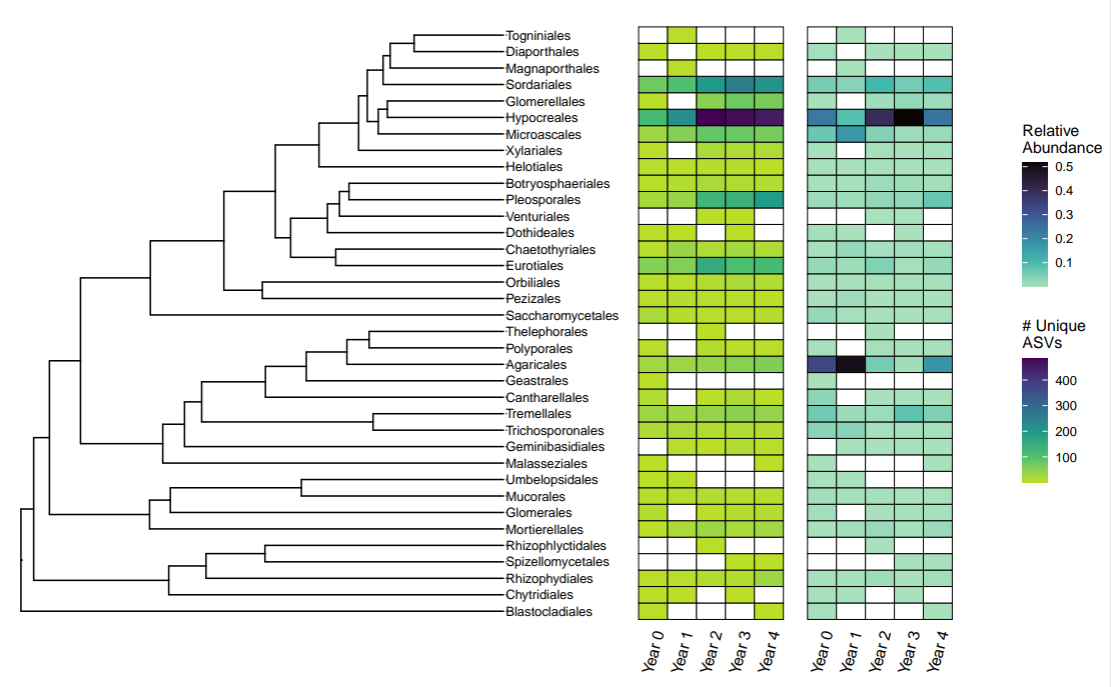 Togniniales
Diaporthales
Magnaporthales
Sordariales
Glomerellales
Hypocreales
Microascales
Xylariales
Helotiales
Botryosphaeriales
Pleosporales
Venturiales
Dothideales
Chaetothyriales
Eurotiales
Orbiliales
Pezizales
Saccharomycetales
Thelephorales
Polyporales
Agaricales
Geastrales
Cantharellales
Tremellales
Trichosporonales
Geminibasidiales
Malasseziales
Umbelopsidales
Mucorales
Glomerales
Mortierellales
Rhizophlyctidales
Spizellomycetales
Rhizophydiales
Chytridiales
Blastocladiales
Year 0
Year 1
Year 2
Year 3
Year 4
Year 0
Year 1
Year 2
Year 3
Year 4
Relative
Abundance
0.5
0.4
0.3
0.2
0.1
# Unique
ASVs
400
300
200
100